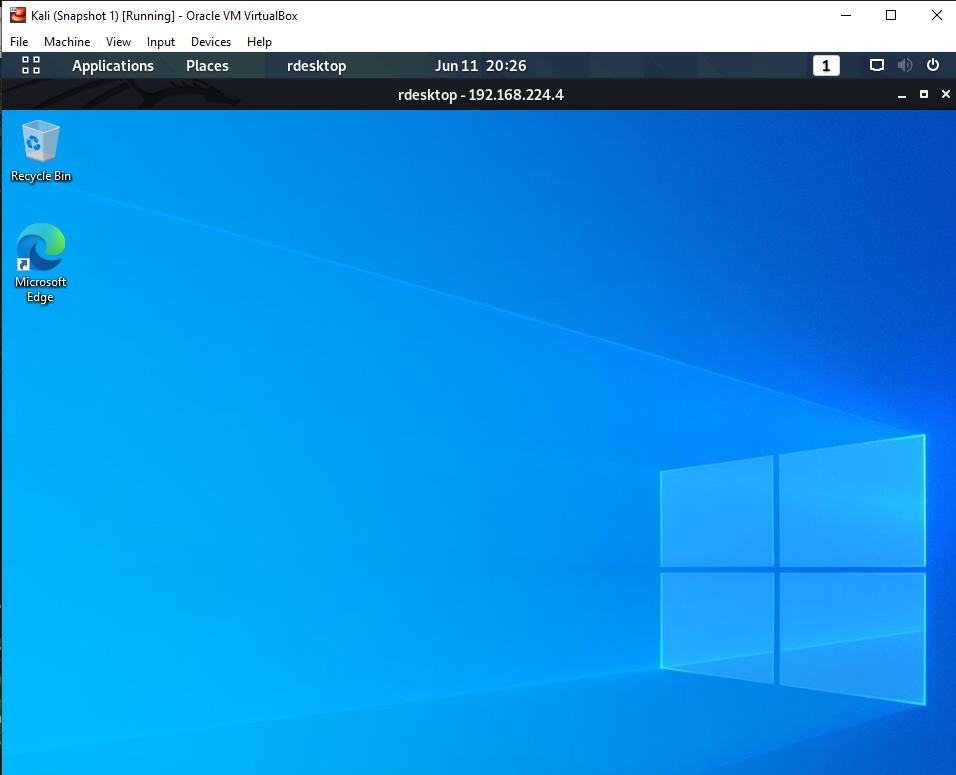 Kali (Snapshot 1) [Running] - Oracle VM VirtualBox
File Machine View Input Devices Help
Applications Places rdesktop Jun 11 20:26 1
rdesktop - 192.168.224.4
Recycle Bin
Microsoft
Edge